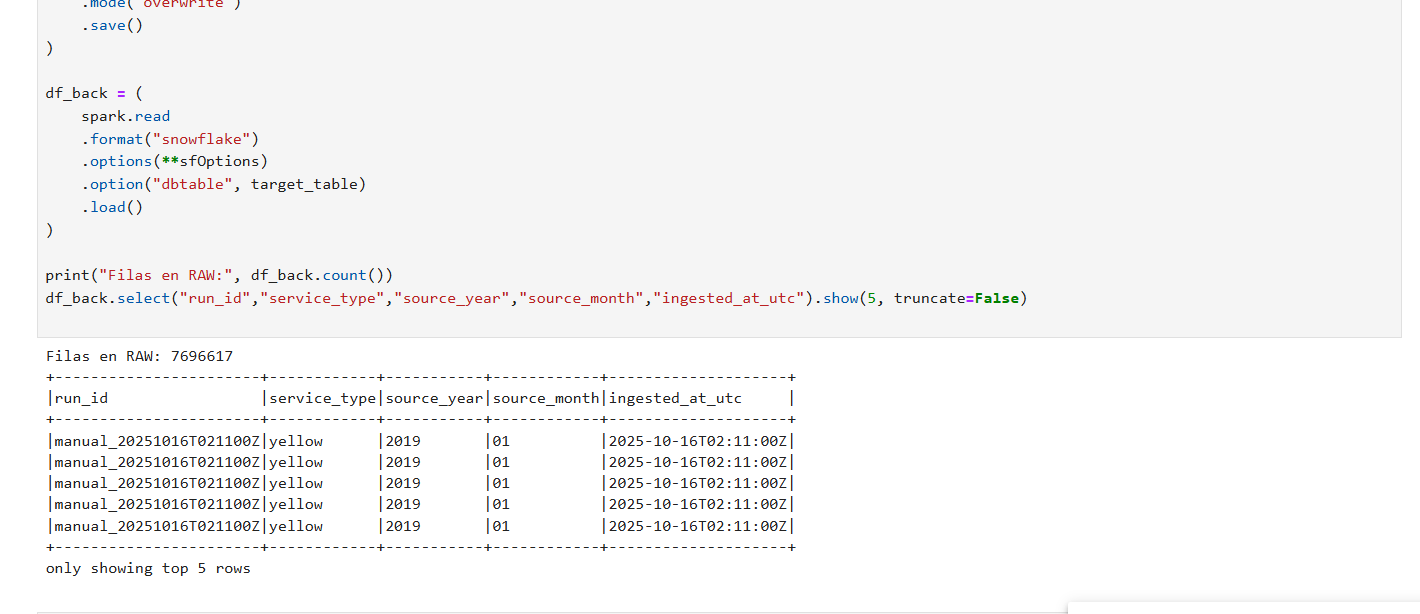 .mode("overwrite")
.save()
)
df_back = (
spark.read
.format("snowflake")
.options(**sfOptions)
.option("dbtable", target_table)
.load()
)
print("Filas en RAW:", df_back.count())
df_back.select("run_id","service_type","source_year","source_month","ingested_at_utc").show(5, truncate=False)
Filas en RAW: 7696617
+-----------------------+------------+-----------+------------+--------------------+
|run_id                 |service_type|source_year|source_month|ingested_at_utc     |
+-----------------------+------------+-----------+------------+--------------------+
|manual_20251016T021100Z|yellow      |2019       |01          |2025-10-16T02:11:00Z|
|manual_20251016T021100Z|yellow      |2019       |01          |2025-10-16T02:11:00Z|
|manual_20251016T021100Z|yellow      |2019       |01          |2025-10-16T02:11:00Z|
|manual_20251016T021100Z|yellow      |2019       |01          |2025-10-16T02:11:00Z|
|manual_20251016T021100Z|yellow      |2019       |01          |2025-10-16T02:11:00Z|
+-----------------------+------------+-----------+------------+--------------------+
only showing top 5 rows